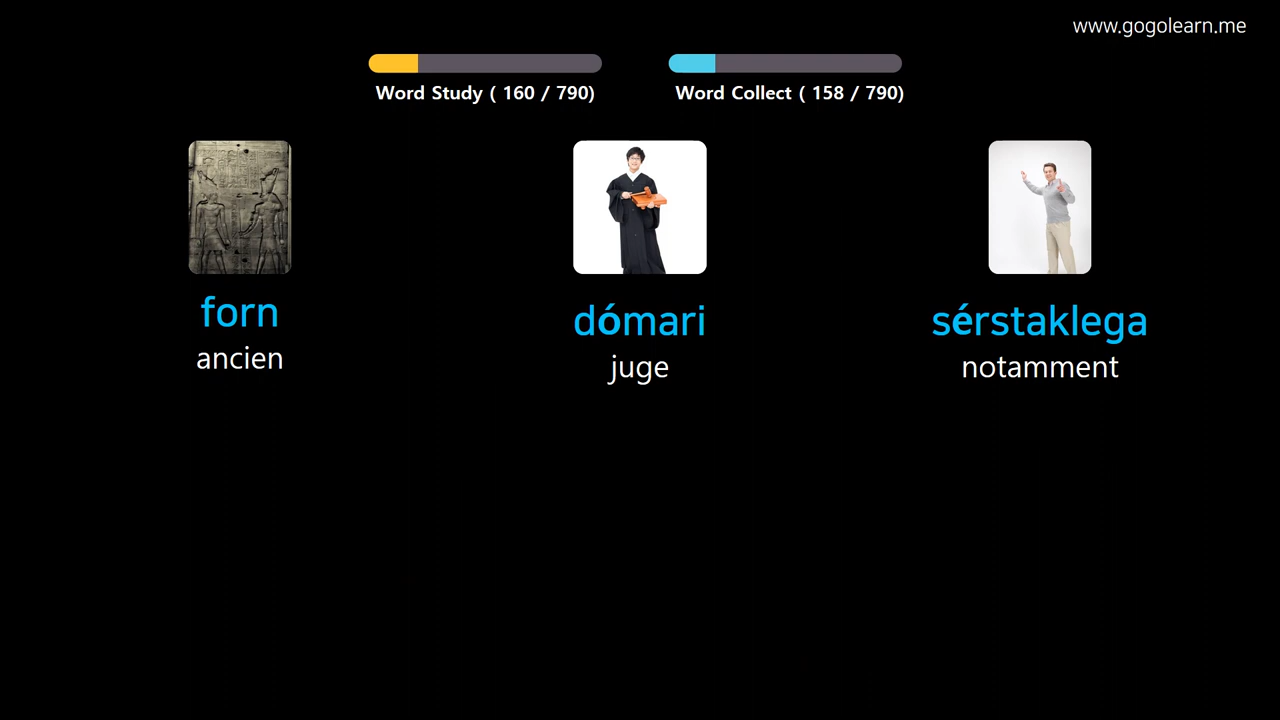 www.gogolearn.me
Word Study ( 160 / 790)
Word Collect ( 158 / 790)
forn
ancien
dómari
juge
sérstaklega
notamment